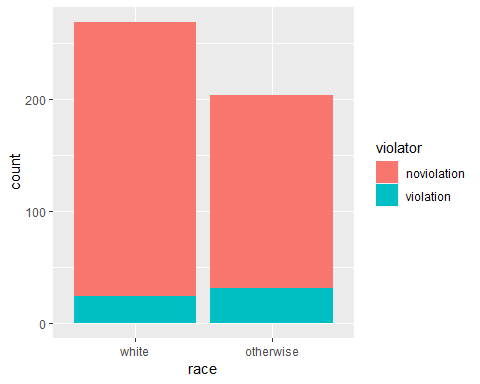 count
200
100
0
white
otherwise
race
violator
noviolation
violation